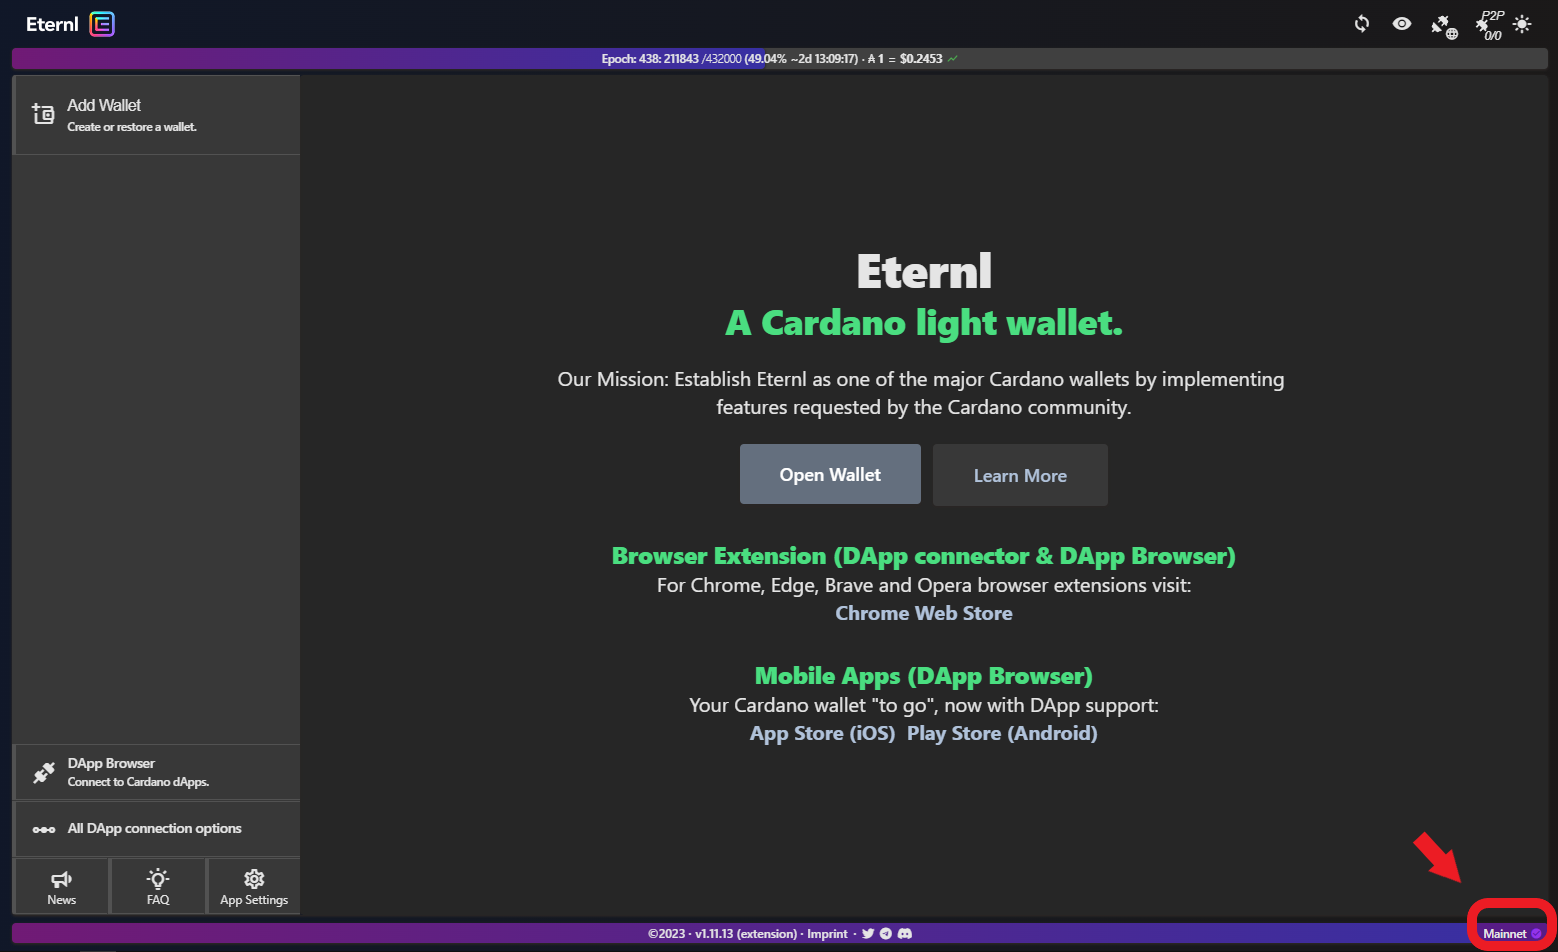 Eternl
P2P
0/0
Epoch: 438: 211843 /432000 (49.04% ~2d 13:09:17) · ₳ 1 = $0.2453
Add Wallet
Create or restore a wallet.
Eternl
A Cardano light wallet.
Our Mission: Establish Eternl as one of the major Cardano wallets by implementing
features requested by the Cardano community.
Open Wallet
Learn More
Browser Extension (DApp connector & DApp Browser)
For Chrome, Edge, Brave and Opera browser extensions visit:
Chrome Web Store
Mobile Apps (DApp Browser)
Your Cardano wallet "to go", now with DApp support:
App Store (iOS) Play Store (Android)
DApp Browser
Connect to Cardano dApps.
All DApp connection options
News
FAQ
App Settings
©2023 · v1.11.13 (extension) · Imprint ·
Mainnet